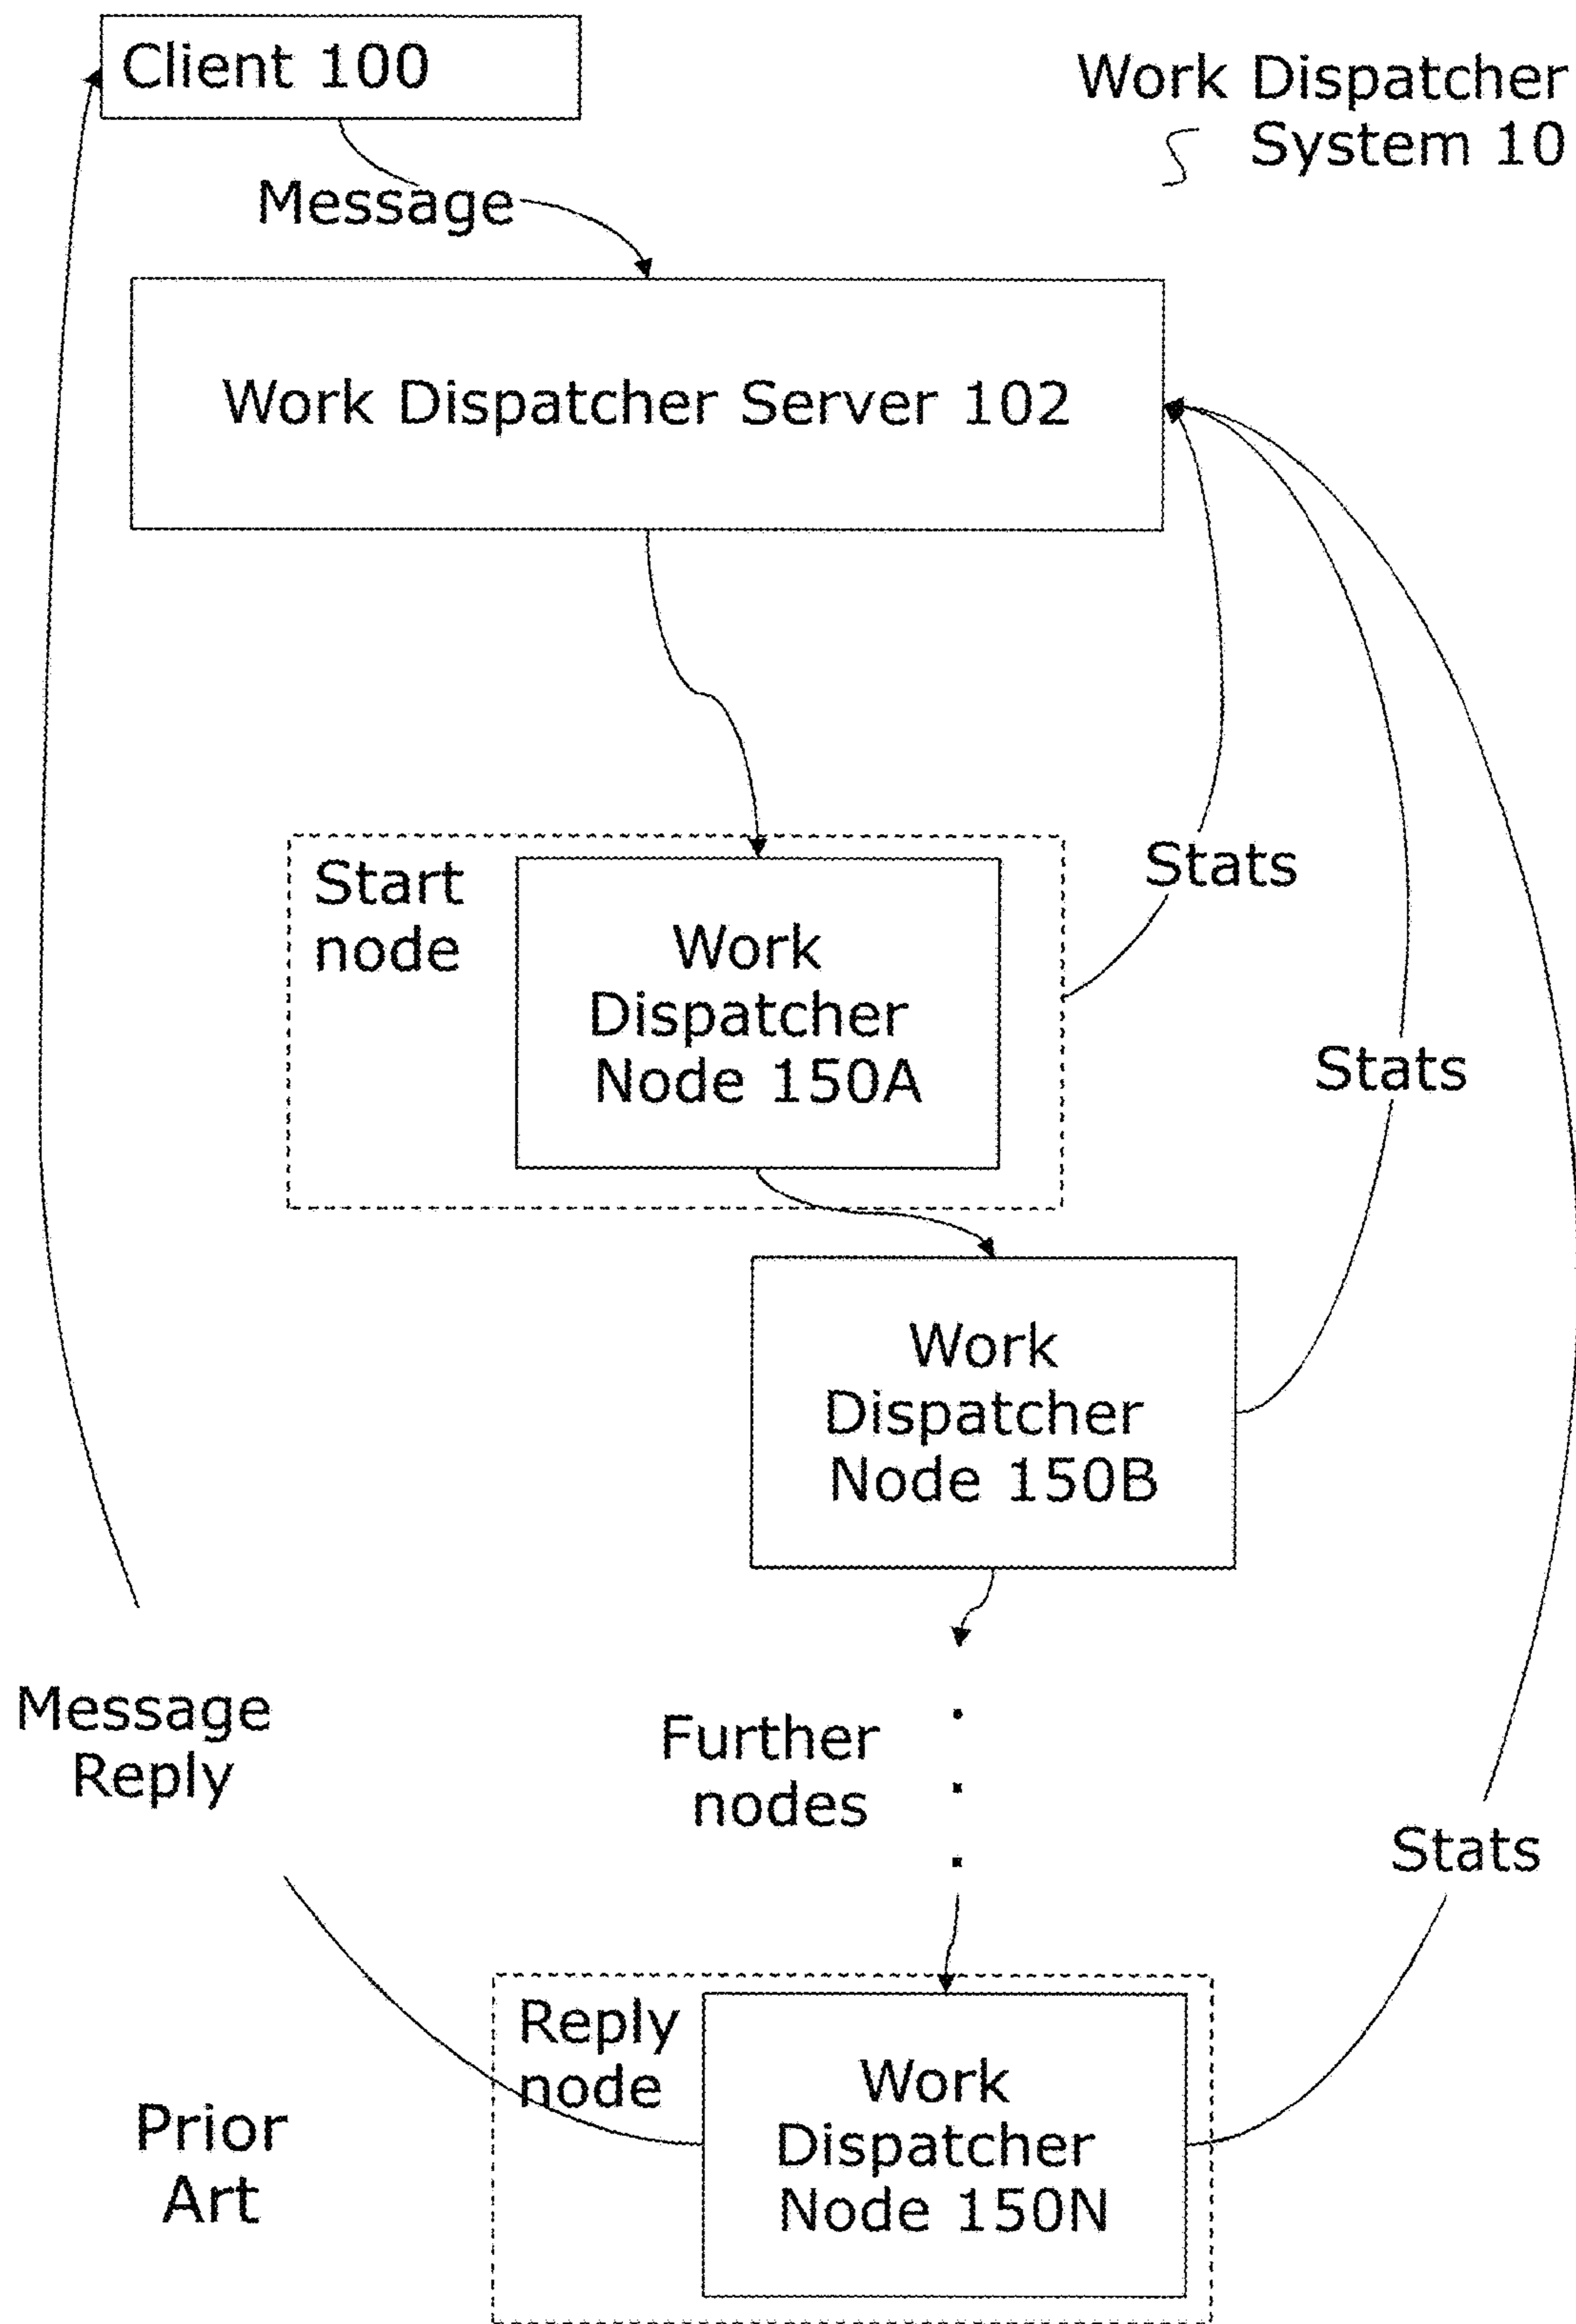 Client 100
Work Dispatcher
System 10
Message
Work Dispatcher Server 102
Start
node
Work
Dispatcher
Node 150A
Stats
Stats
Work
Dispatcher
Node 150B
Message
Reply
Further
nodes
Stats
Reply
node
Work
Dispatcher
Node 150N
Prior
Art